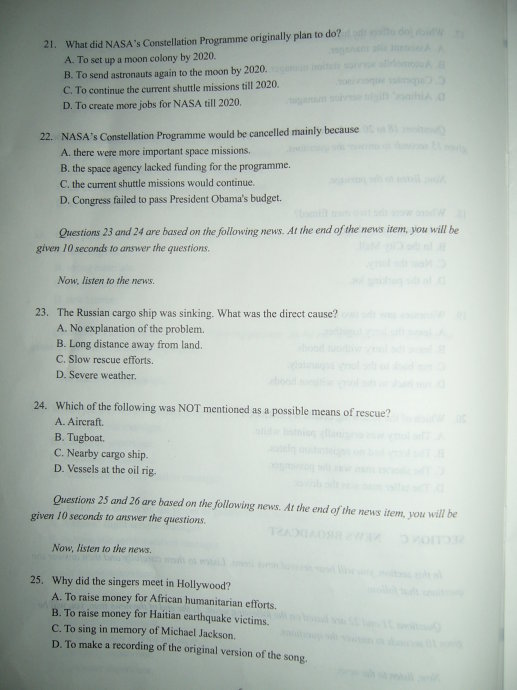 21. What did NASA's Constellation Programme originally plan to do?
A. To set up a moon colony by 2020.
B. To send astronauts again to the moon by 2020.
C. To continue the current shuttle missions till 2020.
D. To create more jobs for NASA till 2020.
22. NASA's Constellation Programme would be cancelled mainly because
A. there were more important space missions.
B. the space agency lacked funding for the programme.
C. the current shuttle missions would continue.
D. Congress failed to pass President Obama's budget.
Questions 23 and 24 are based on the following news. At the end of the news item, you will be
given 10 seconds to answer the questions.
Now, listen to the news.
23. The Russian cargo ship was sinking. What was the direct cause?
A. No explanation of the problem.
B. Long distance away from land.
C. Slow rescue efforts.
D. Severe weather.
24. Which of the following was NOT mentioned as a possible means of rescue?
A. Aircraft.
B. Tugboat.
C. Nearby cargo ship.
D. Vessels at the oil rig.
Questions 25 and 26 are based on the following news. At the end of the news item, you will be
given 10 seconds to answer the questions.
Now, listen to the news.
25. Why did the singers meet in Hollywood?
A. To raise money for African humanitarian efforts.
B. To raise money for Haitian earthquake victims.
C. To sing in memory of Michael Jackson.
D. To make a recording of the original version of the song.